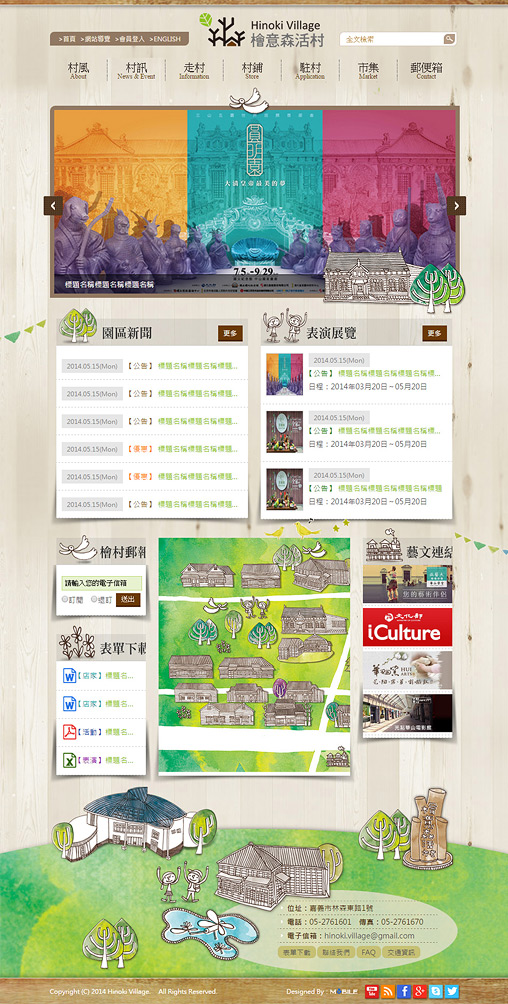 >首頁 >網站導覽 >會員登入 >ENGLISH
Hinoki Village
檜意森活村
全文檢索
村風 村訊 走村 村鋪 駐村 市集 郵便箱
About News & Event Information Store Application Market Contact
圓明園
大清皇帝最美的夢
7.5.-9.29.
標題名稱標題名稱標題名稱
園區新聞 更多
2014.05.15(Mon) 【公告】 標題名稱標題名稱標題...
2014.05.15(Mon) 【公告】 標題名稱標題名稱標題...
2014.05.15(Mon) 【公告】 標題名稱標題名稱標題...
2014.05.15(Mon) 【優惠】 標題名稱標題名稱標題...
2014.05.15(Mon) 【優惠】 標題名稱標題名稱標題...
2014.05.15(Mon) 【公告】 標題名稱標題名稱標題...
表演展覽 更多
2014.05.15(Mon)
【公告】 標題名稱標題名稱標題名稱標題名稱...
日程：2014年03月20日~05月20日
2014.05.15(Mon)
【公告】 標題名稱標題名稱標題名稱標題名稱...
日程：2014年03月20日~05月20日
2014.05.15(Mon)
【公告】 標題名稱標題名稱標題名稱標題
日程：2014年03月20日~05月20日
檜村郵報
請輸入您的電子信箱
訂閱 退訂 送出
表單下載
【店家】標題名...
【店家】標題名...
【活動】標題名...
【表演】標題名...
藝文連結
您的藝術伴侶
文化部
iCulture
HUE ARTS
光點華山電影館
位址：嘉義市林森東路1號
電話：05-2761601 傳真：05-2761670
電子信箱：hinoki.village@gmail.com
表單下載 聯絡我們 FAQ 交通資訊
Copyright (C) 2014 Hinoki Village. All Rights Reserved.
Designed By：MOBILE